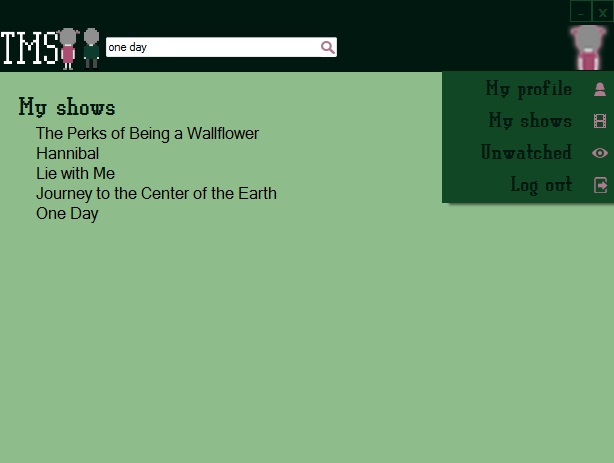 - x
TMS
one day
My profile
My shows
Unwatched
Log out
My shows
The Perks of Being a Wallflower
Hannibal
Lie with Me
Journey to the Center of the Earth
One Day